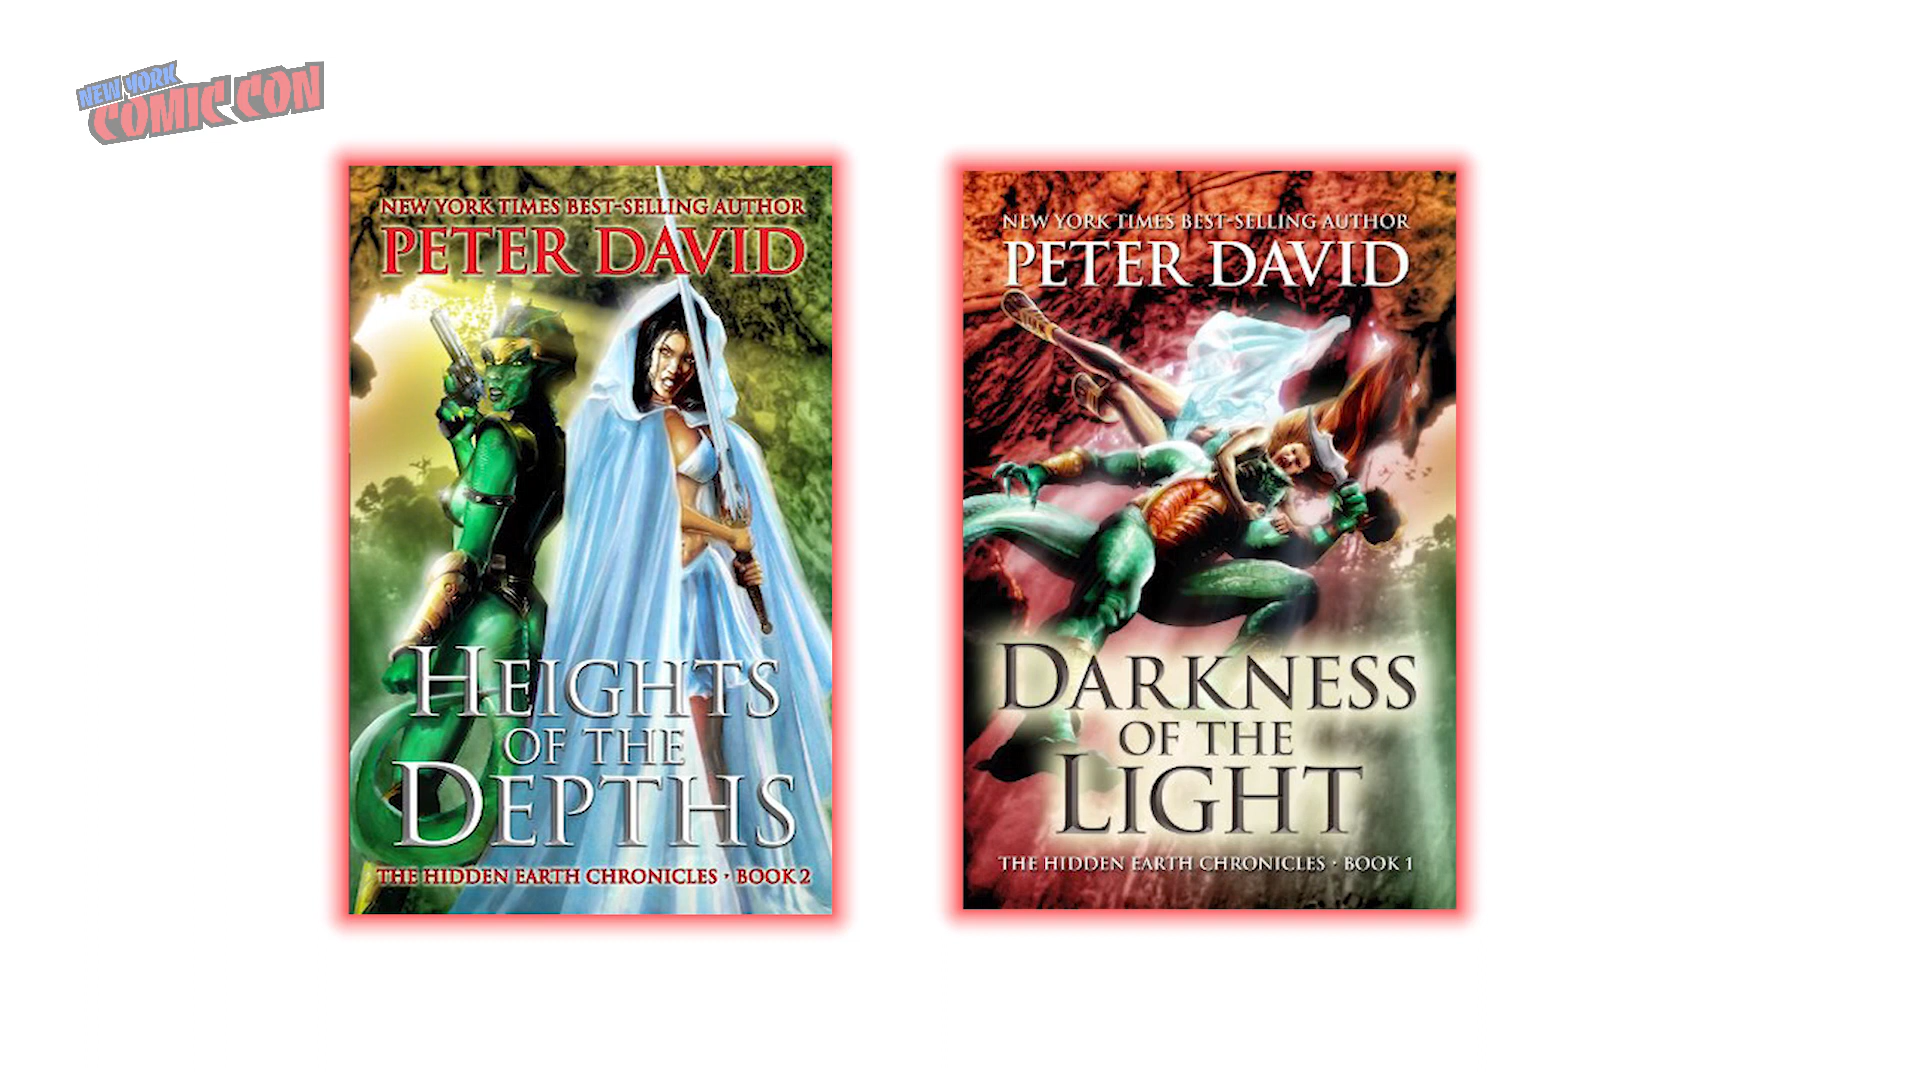 NEW YORK
COMIC CON
NEW YORK TIMES BEST-SELLING AUTHOR
PETER DAVID
HEIGHTS
OF THE
DEPTHS
THE HIDDEN EARTH CHRONICLES · BOOK 2
NEW YORK TIMES BEST-SELLING AUTHOR
PETER DAVID
DARKNESS
OF THE
LIGHT
THE HIDDEN EARTH CHRONICLES · BOOK 1